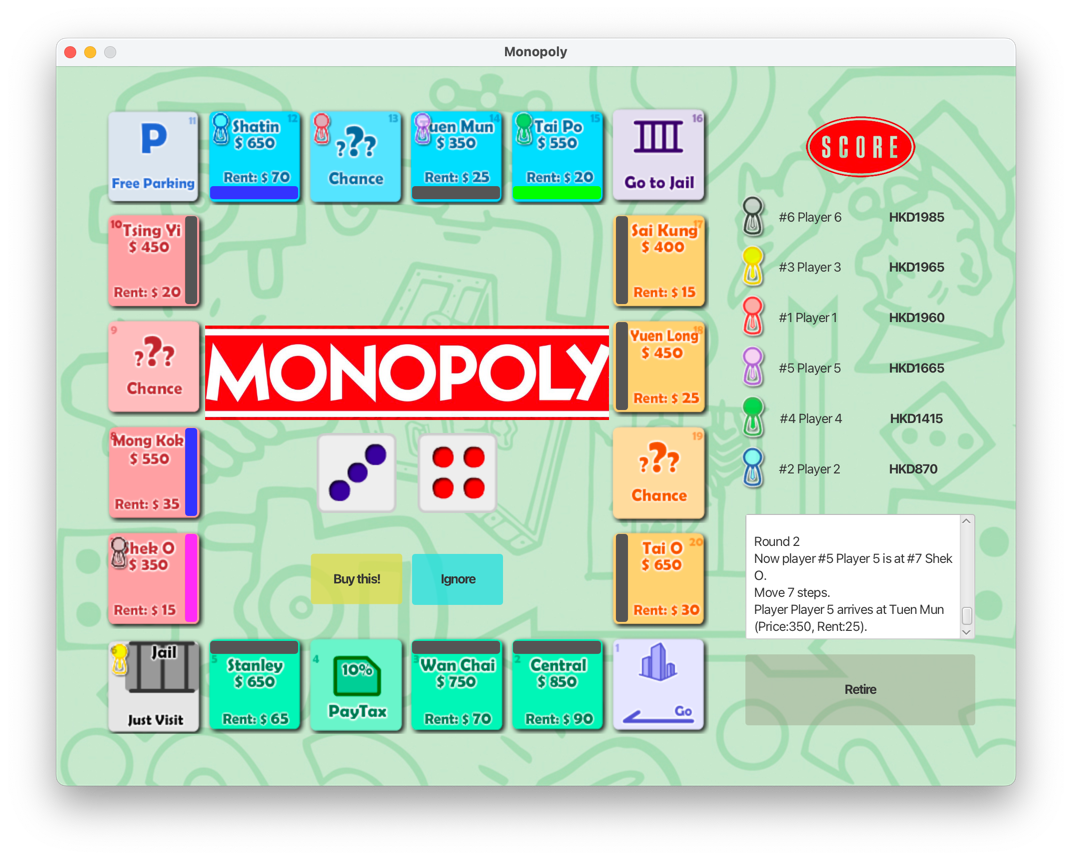 Monopoly
11
P
Free Parking
12
Shatin
$ 650
Rent: $ 70
13
???
Chance
14
uen Mun
$ 350
Rent: $ 25
15
Tai Po
$ 550
Rent: $ 20
16
Go to Jail
SCORE
10
Tsing Yi
$ 450
Rent: $ 20
17
Sai Kung
$ 400
Rent: $ 15
#6 Player 6 HKD1985
#3 Player 3 HKD1965
#1 Player 1 HKD1960
#5 Player 5 HKD1665
#4 Player 4 HKD1415
#2 Player 2 HKD870
9
???
Chance
MONOPOLY
18
Yuen Long
$ 450
Rent: $ 25
8
Mong Kok
$ 550
Rent: $ 35
19
???
Chance
Shek O
$ 350
Rent: $ 15
Buy this!
Ignore
20
Tai O
$ 650
Rent: $ 30
Round 2
Now player #5 Player 5 is at #7 Shek
O.
Move 7 steps.
Player Player 5 arrives at Tuen Mun
(Price:350, Rent:25).
Retire
Jail
Just Visit
5
Stanley
$ 650
Rent: $ 65
4
10%
PayTax
3
Wan Chai
$ 750
Rent: $ 70
2
Central
$ 850
Rent: $ 90
1
Go